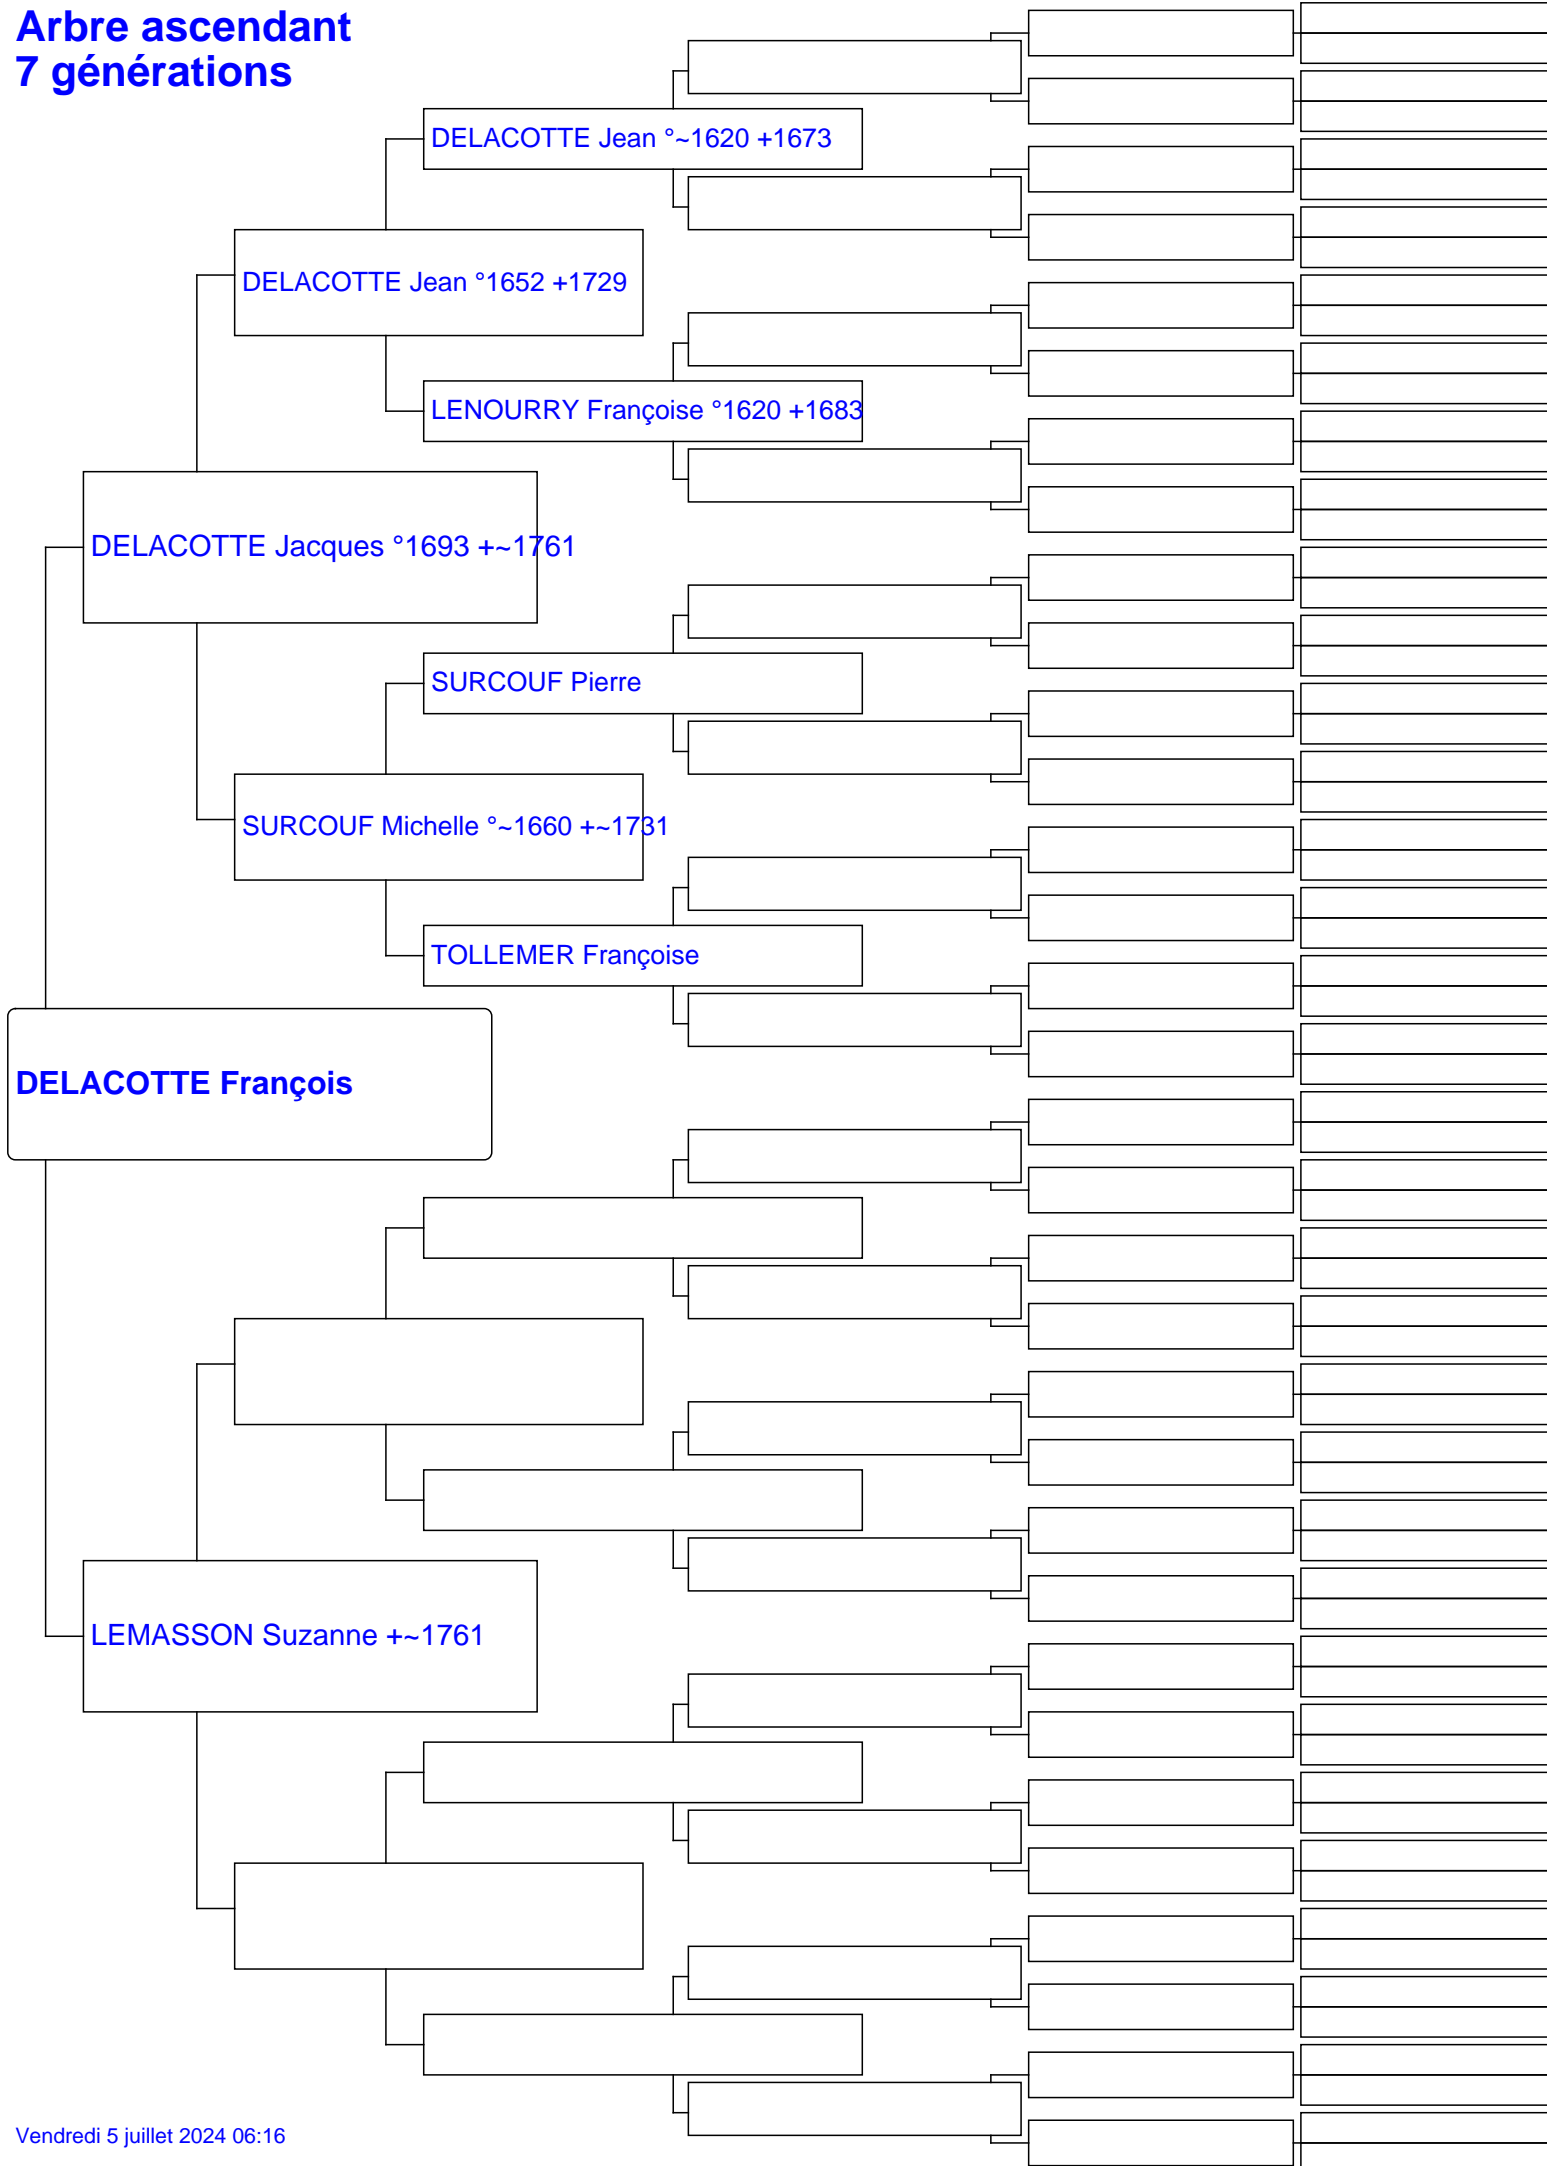 Arbre ascendant
7 générations
DELACOTTE Jean °~1620 +1673
DELACOTTE Jean °1652 +1729
LENOURRY Françoise °1620 +1683
DELACOTTE Jacques °1693 +~1761
SURCOUF Pierre
SURCOUF Michelle °~1660 +~1731
TOLLEMER Françoise
DELACOTTE François
LEMASSON Suzanne +~1761
Vendredi 5 juillet 2024 06:16